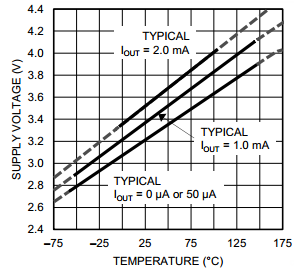 4.4
4.2
4.0
3.8
3.6
3.4
3.2
3.0
2.8
2.6
2.4
SUPPLY VOLTAGE (V)
TYPICAL
IOUT = 2.0 mA
TYPICAL
IOUT = 1.0 mA
TYPICAL
IOUT = 0 µA or 50 µA
–75 –25 25 75 125 175
TEMPERATURE (°C)